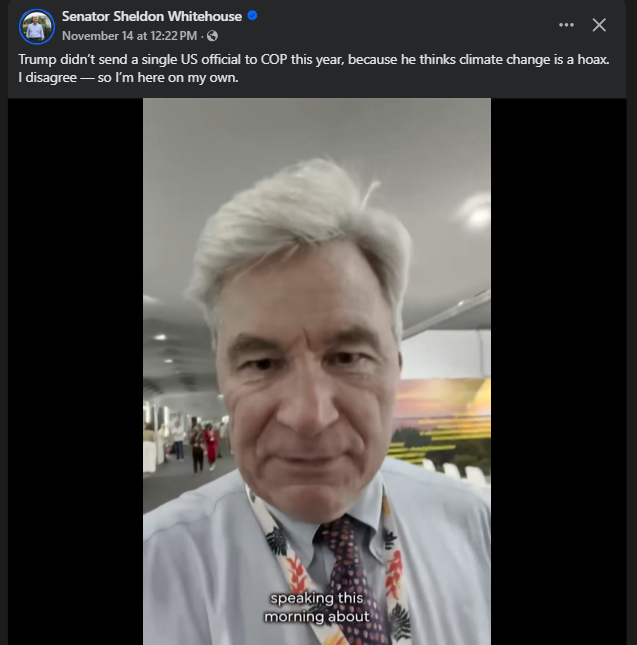 Senator Sheldon Whitehouse
November 14 at 12:22 PM ·
Trump didn’t send a single US official to COP this year, because he thinks climate change is a hoax.
I disagree — so I’m here on my own.
speaking this
morning about